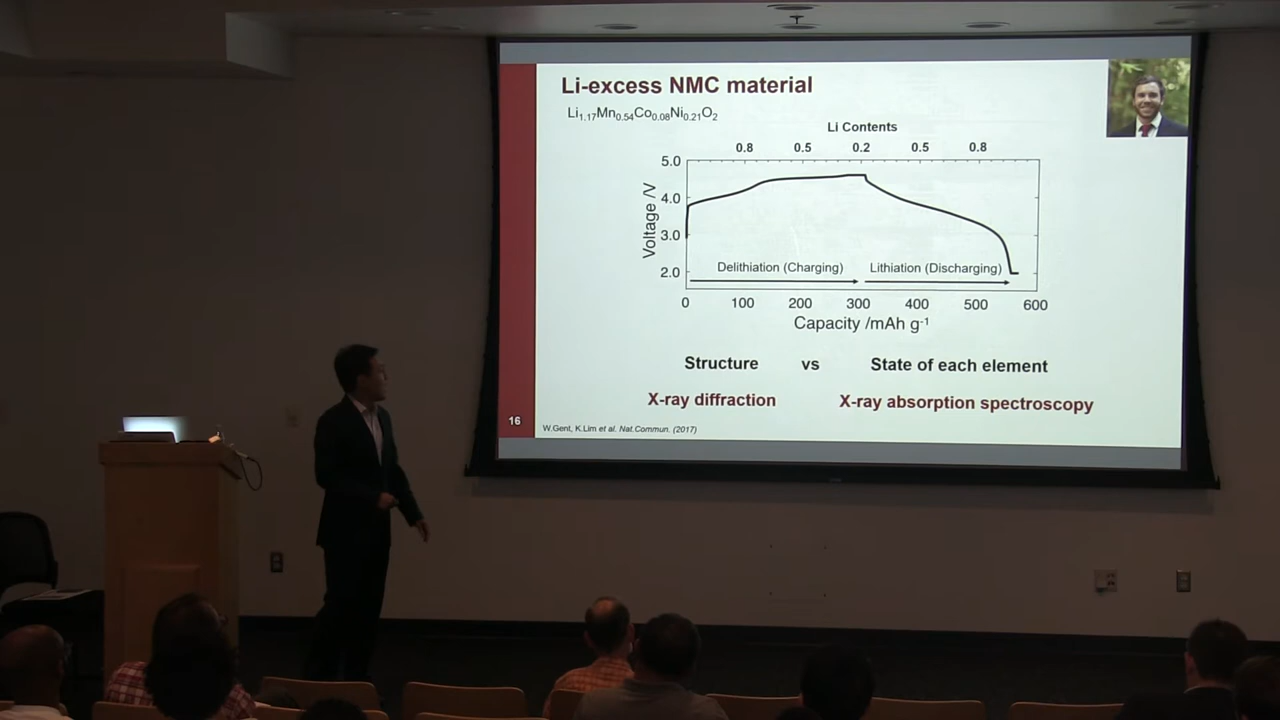 Li-excess NMC material
Li1.17Mn0.54Co0.08Ni0.21O2
Li Contents
0.8 0.5 0.2 0.5 0.8
5.0
4.0
3.0
2.0
Voltage /V
Delithiation (Charging) Lithiation (Discharging)
0 100 200 300 400 500 600
Capacity /mAh g-1
Structure vs State of each element
X-ray diffraction X-ray absorption spectroscopy
16
W.Gent, K.Lim et al. Nat.Commun. (2017)